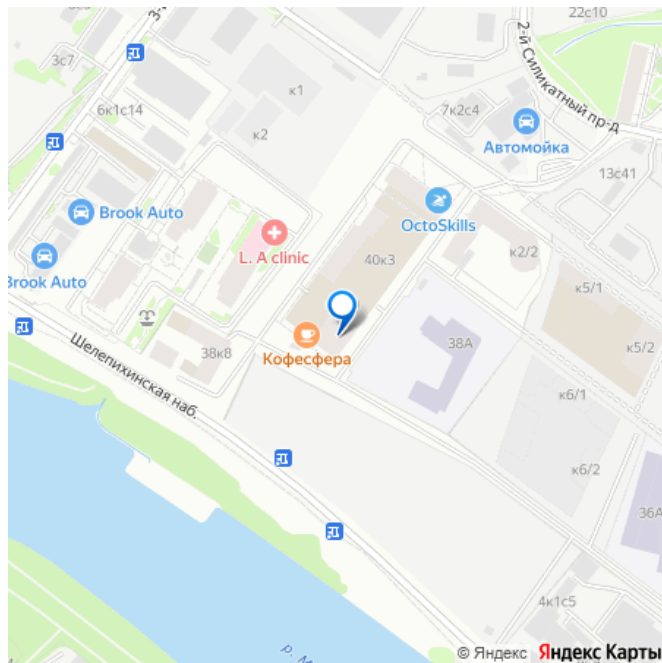 22с10
2-й Силикатный пр-д
3с7
к1
6к1с14
к2
7к2с4
Автомойка
13с41
Brook Auto
OctoSkills
L. A clinic
40к3
к2/2
Brook Auto
к5/1
Шелепихинская наб.
38к8
Кофесфера
38А
к5/2
к6/1
к6/2
36А
4к1с5
© Яндекс Яндекс Карты